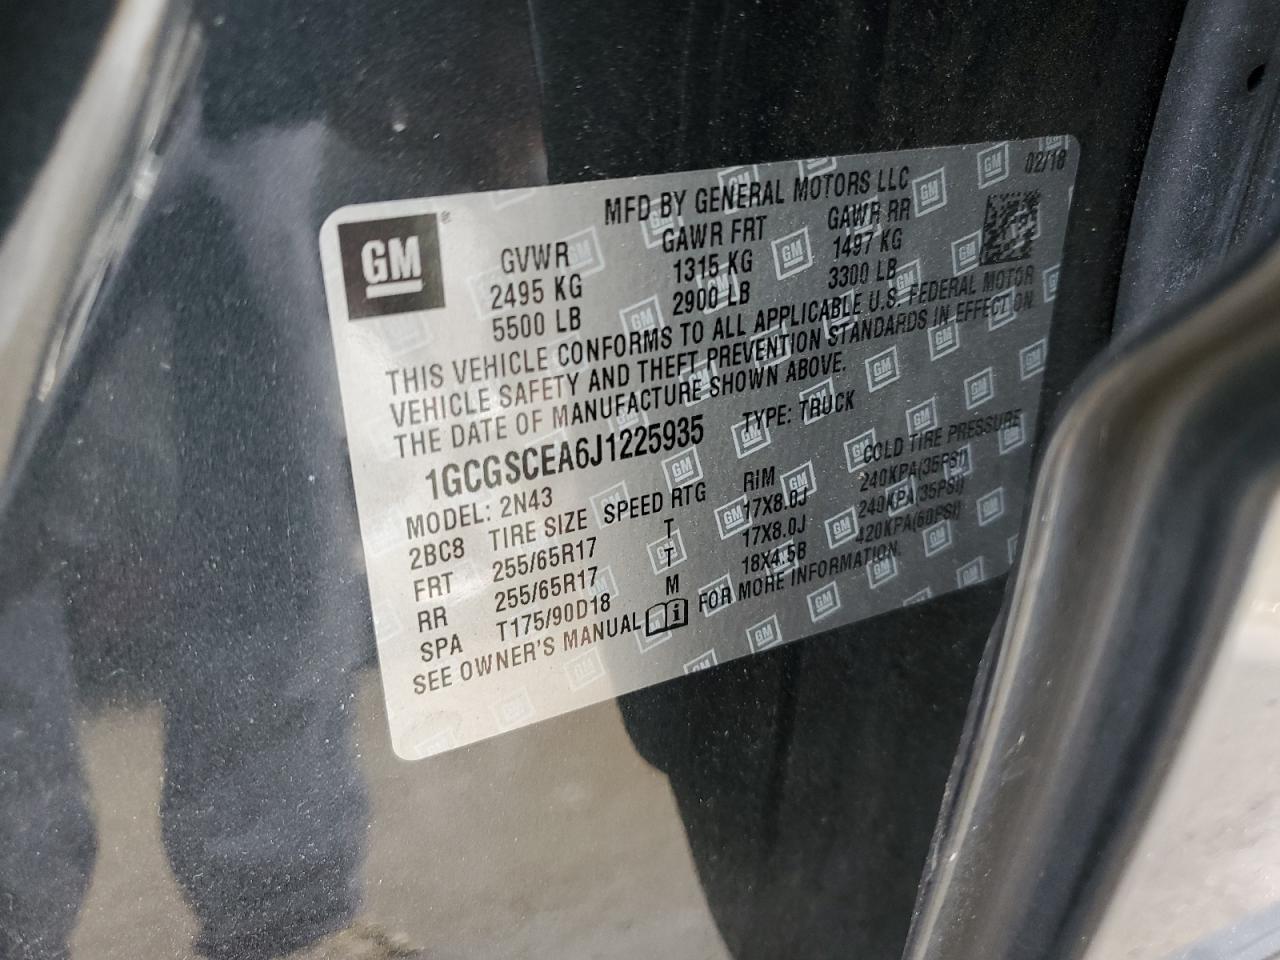 MFD BY GENERAL MOTORS LLC 02/18
GM
GVWR GAWR FRT GAWR RR
2495 KG 1315 KG 1497 KG
5500 LB 2900 LB 3300 LB
THIS VEHICLE CONFORMS TO ALL APPLICABLE U.S. FEDERAL MOTOR
VEHICLE SAFETY AND THEFT PREVENTION STANDARDS IN EFFECT ON
THE DATE OF MANUFACTURE SHOWN ABOVE.
1GCGSCEA6J1225935 TYPE: TRUCK
MODEL: 2N43
2BC8 TIRE SIZE SPEED RTG RIM COLD TIRE PRESSURE
FRT 255/65R17 T 17X8.0J 240KPA(35PSI)
RR 255/65R17 T 17X8.0J 240KPA(35PSI)
SPA T175/90D18 M 18X4.5B 420KPA(60PSI)
SEE OWNER'S MANUAL FOR MORE INFORMATION.